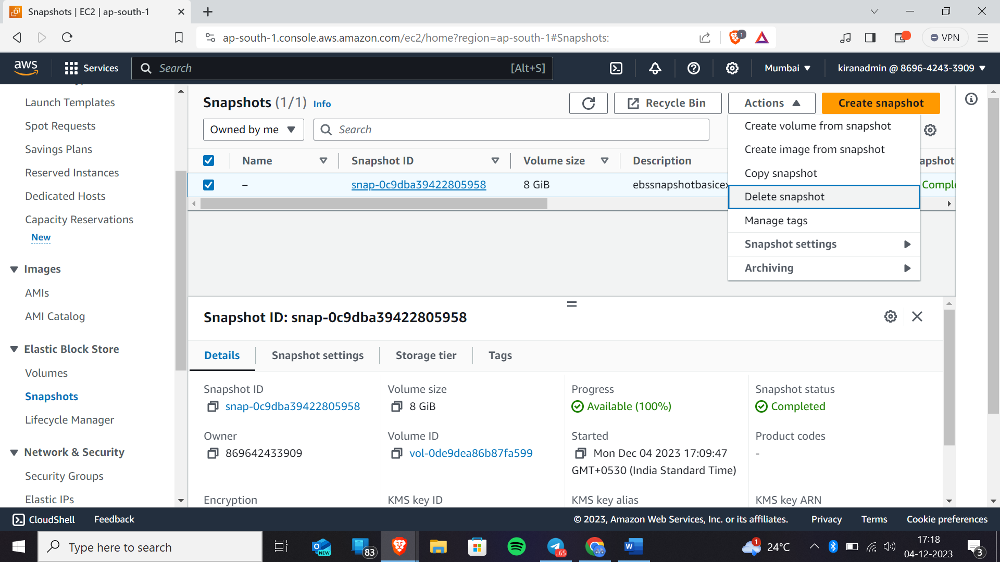 Snapshots | EC2 | ap-south-1
ap-south-1.console.aws.amazon.com/ec2/home?region=ap-south-1#Snapshots:
1
VPN
aws
Services
Search
[Alt+S]
Mumbai
kiranadmin @ 8696-4243-3909
Launch Templates
Spot Requests
Savings Plans
Reserved Instances
Dedicated Hosts
Capacity Reservations
New
Images
AMIs
AMI Catalog
Elastic Block Store
Volumes
Snapshots
Lifecycle Manager
Network & Security
Security Groups
Elastic IPs
Snapshots (1/1) Info
Recycle Bin
Actions
Create snapshot
Owned by me
Search
Create volume from snapshot
Create image from snapshot
Copy snapshot
Delete snapshot
Manage tags
Snapshot settings
Archiving
Name
Snapshot ID
Volume size
Description
apshot
–
snap-0c9dba39422805958
8 GiB
ebssnapshotbasicex
Compl
Snapshot ID: snap-0c9dba39422805958
Details
Snapshot settings
Storage tier
Tags
Snapshot ID
snap-0c9dba39422805958
Volume size
8 GiB
Progress
Available (100%)
Snapshot status
Completed
Owner
869642433909
Volume ID
vol-0de9dea86b87fa599
Started
Mon Dec 04 2023 17:09:47
GMT+0530 (India Standard Time)
Product codes
-
Encryption
KMS key ID
KMS key alias
KMS key ARN
CloudShell
Feedback
© 2023, Amazon Web Services, Inc. or its affiliates.
Privacy
Terms
Cookie preferences
Type here to search
NEW
83
..65
W
1
24°C
17:18
04-12-2023
3